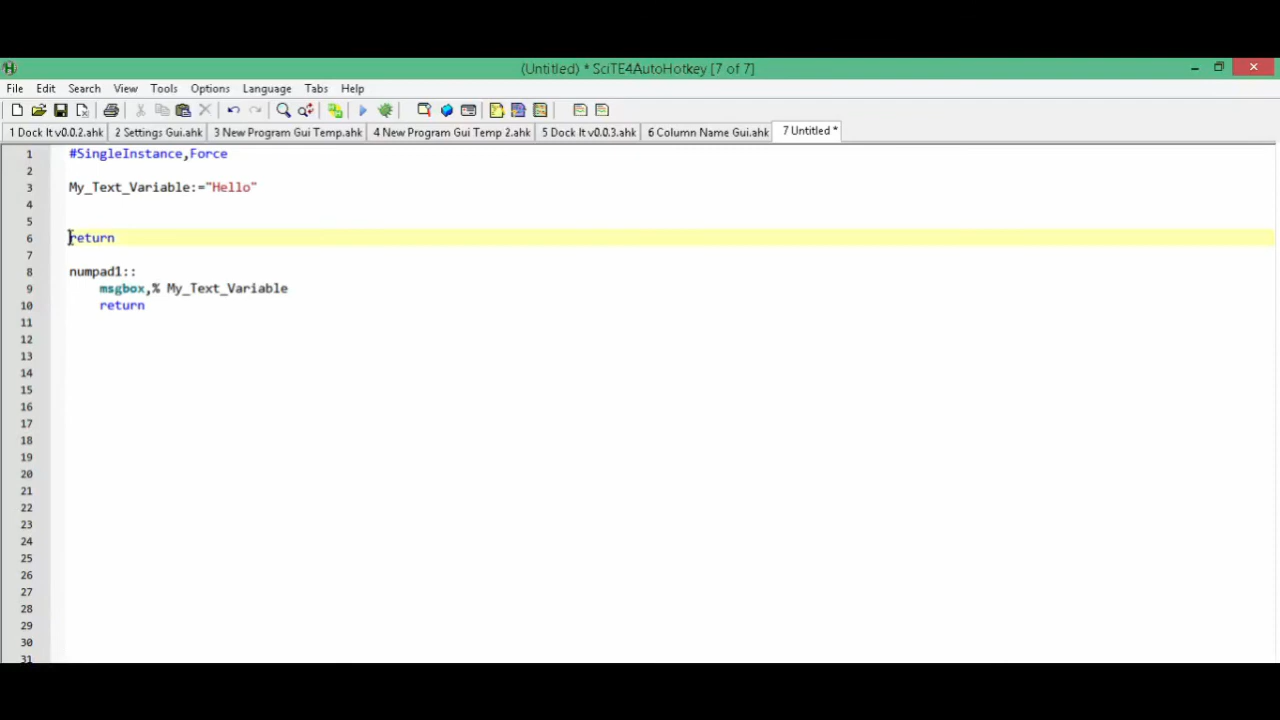 (Untitled) * SciTE4AutoHotkey [7 of 7]
File Edit Search View Tools Options Language Tabs Help
1 Dock It v0.0.2.ahk 2 Settings Gui.ahk 3 New Program Gui Temp.ahk 4 New Program Gui Temp 2.ahk 5 Dock It v0.0.3.ahk 6 Column Name Gui.ahk 7 Untitled *
1 #SingleInstance,Force
2
3 My_Text_Variable:="Hello"
4
5
6 return
7
8 numpad1::
9 msgbox,% My_Text_Variable
10 return
11
12
13
14
15
16
17
18
19
20
21
22
23
24
25
26
27
28
29
30
31